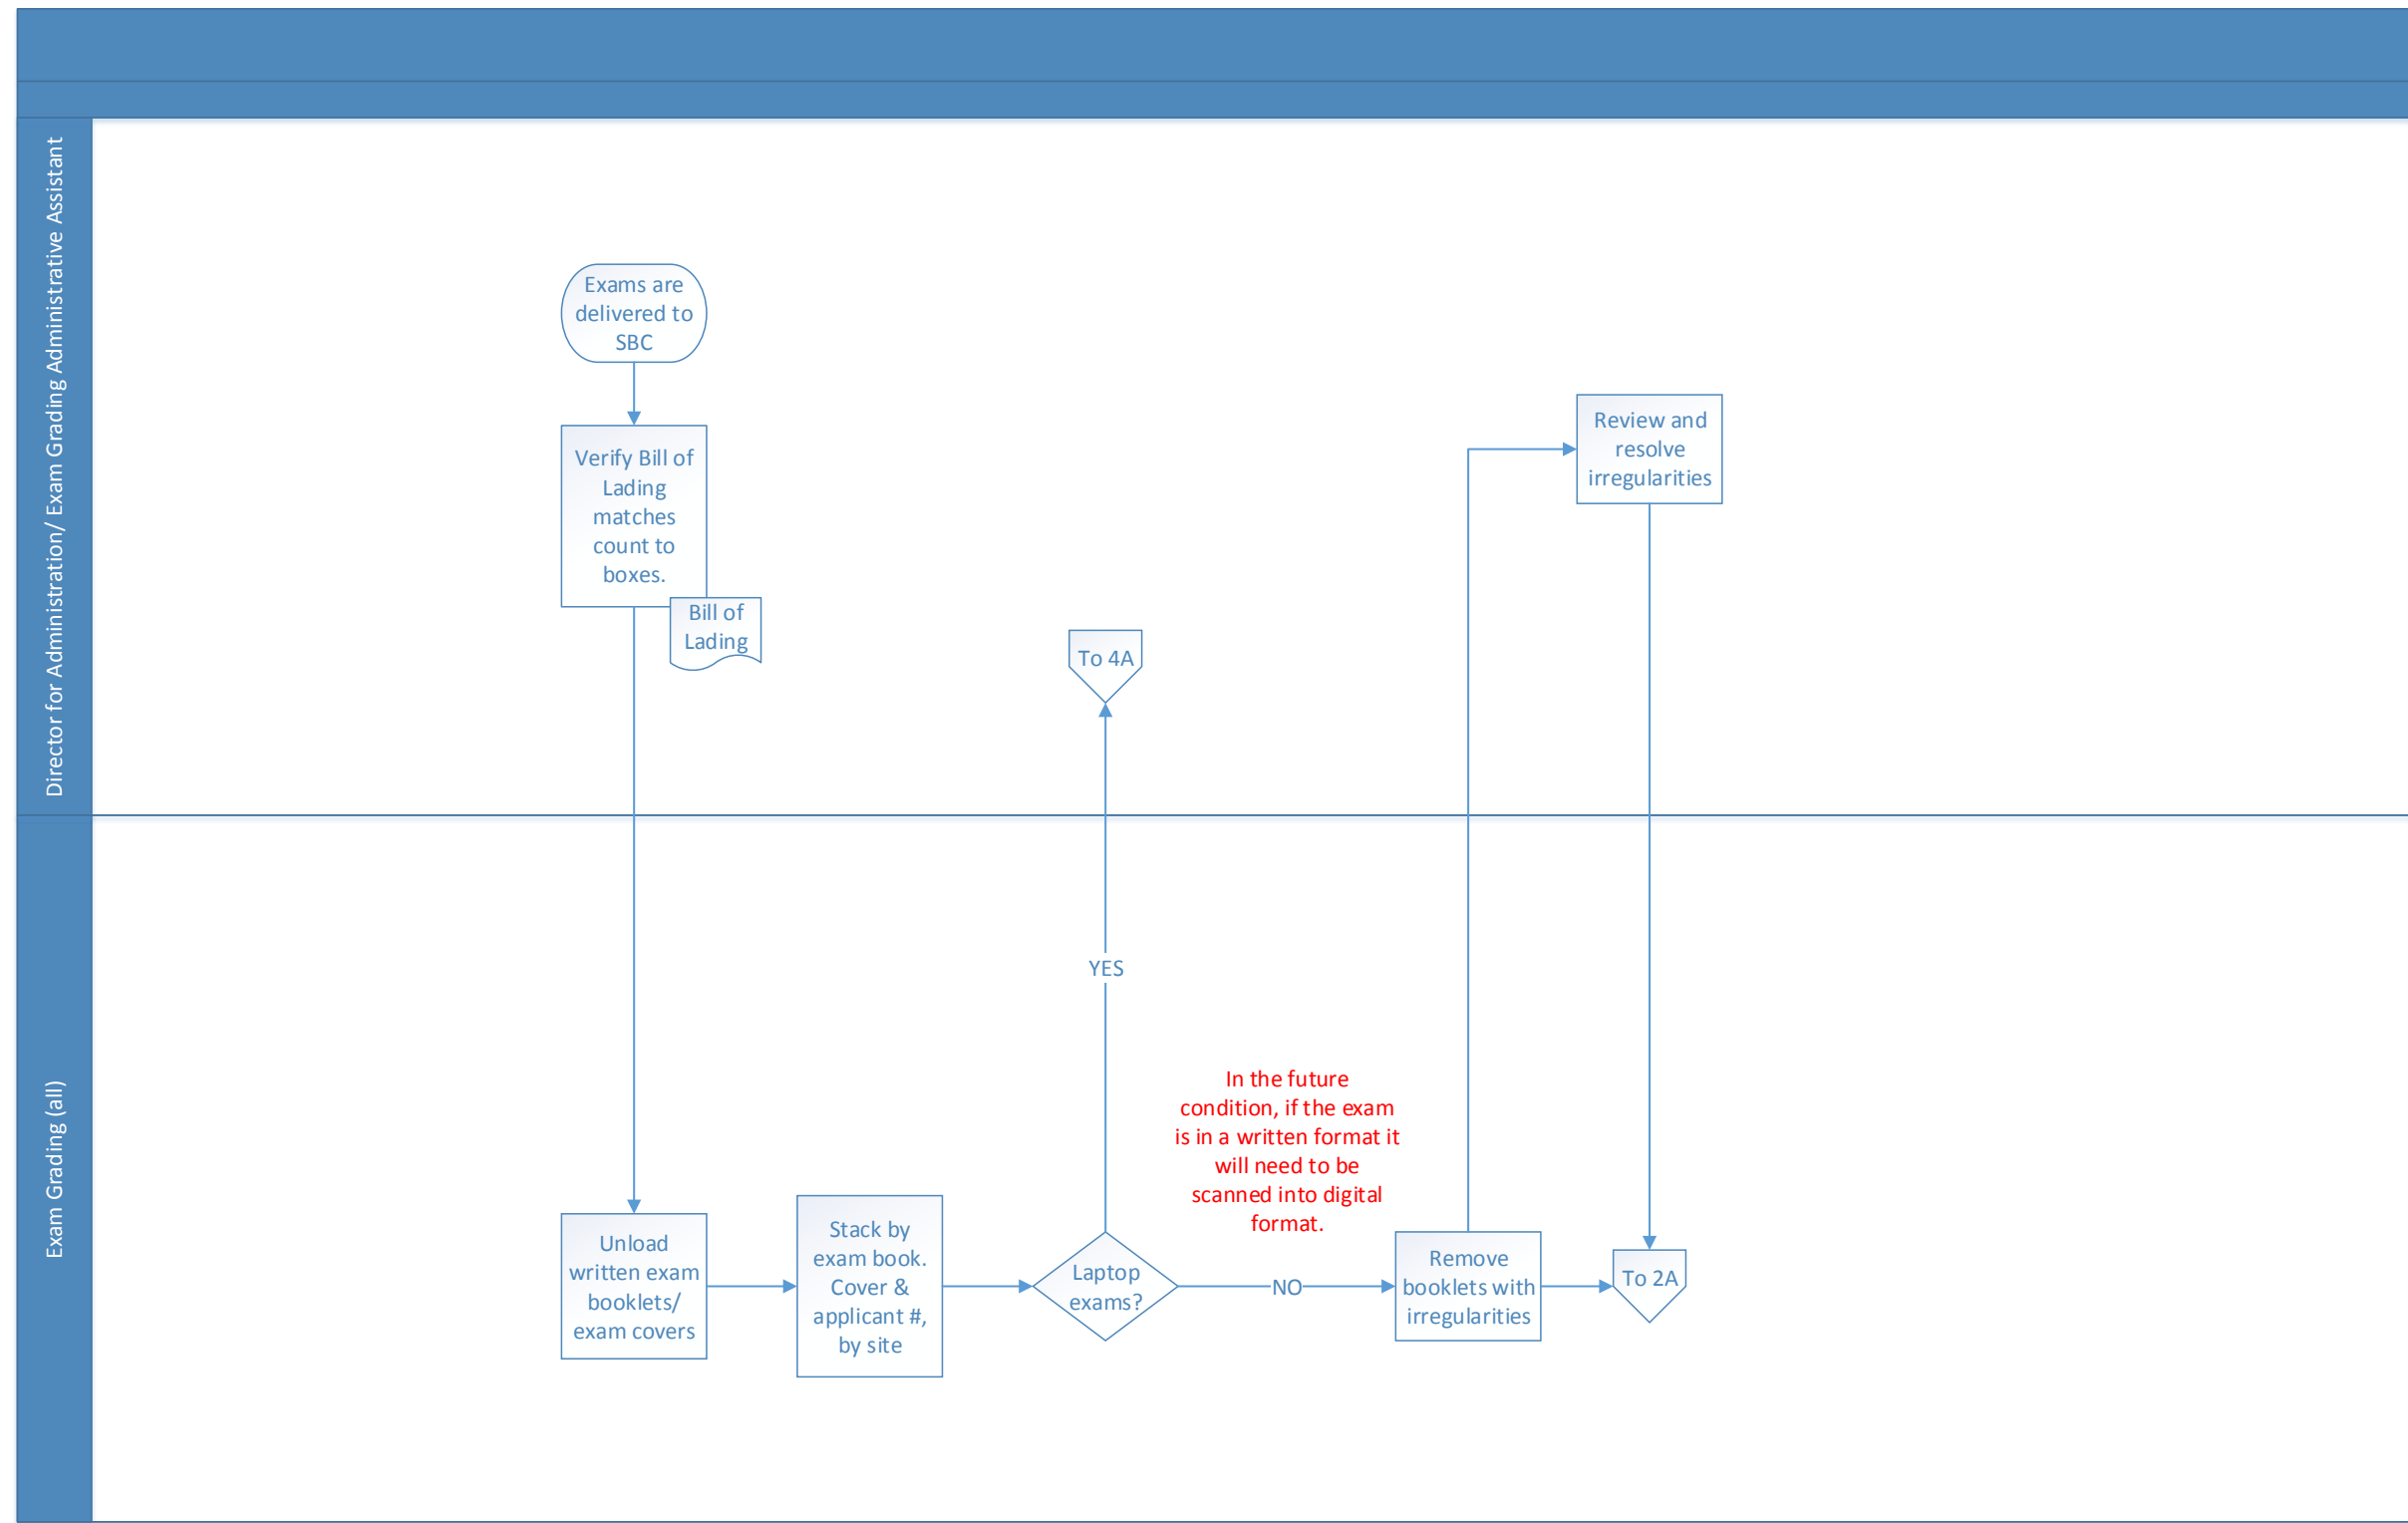 Director for Administration/ Exam Grading Administrative Assistant
Exams are
delivered to
SBC
Verify Bill of
Lading
matches
count to
boxes.
Bill of
Lading
To 4A
Review and
resolve
irregularities
Exam Grading (all)
YES
In the future
condition, if the exam
is in a written format it
will need to be
scanned into digital
format.
Unload
written exam
booklets/
exam covers
Stack by
exam book.
Cover &
applicant #,
by site
Laptop
exams?
NO
Remove
booklets with
irregularities
To 2A